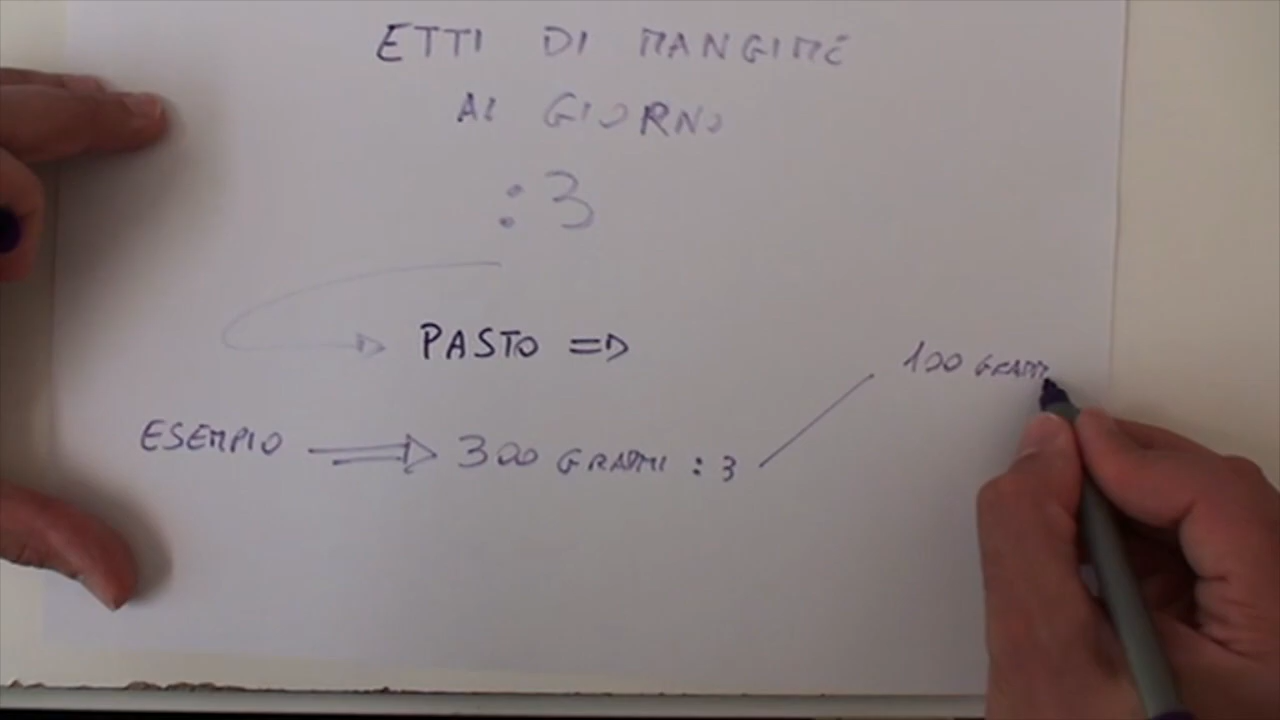 ETTI DI MANGIME
AL GIORNO
: 3
PASTO =>
100 GRAMMI
ESEMPIO => 300 GRAMMI : 3